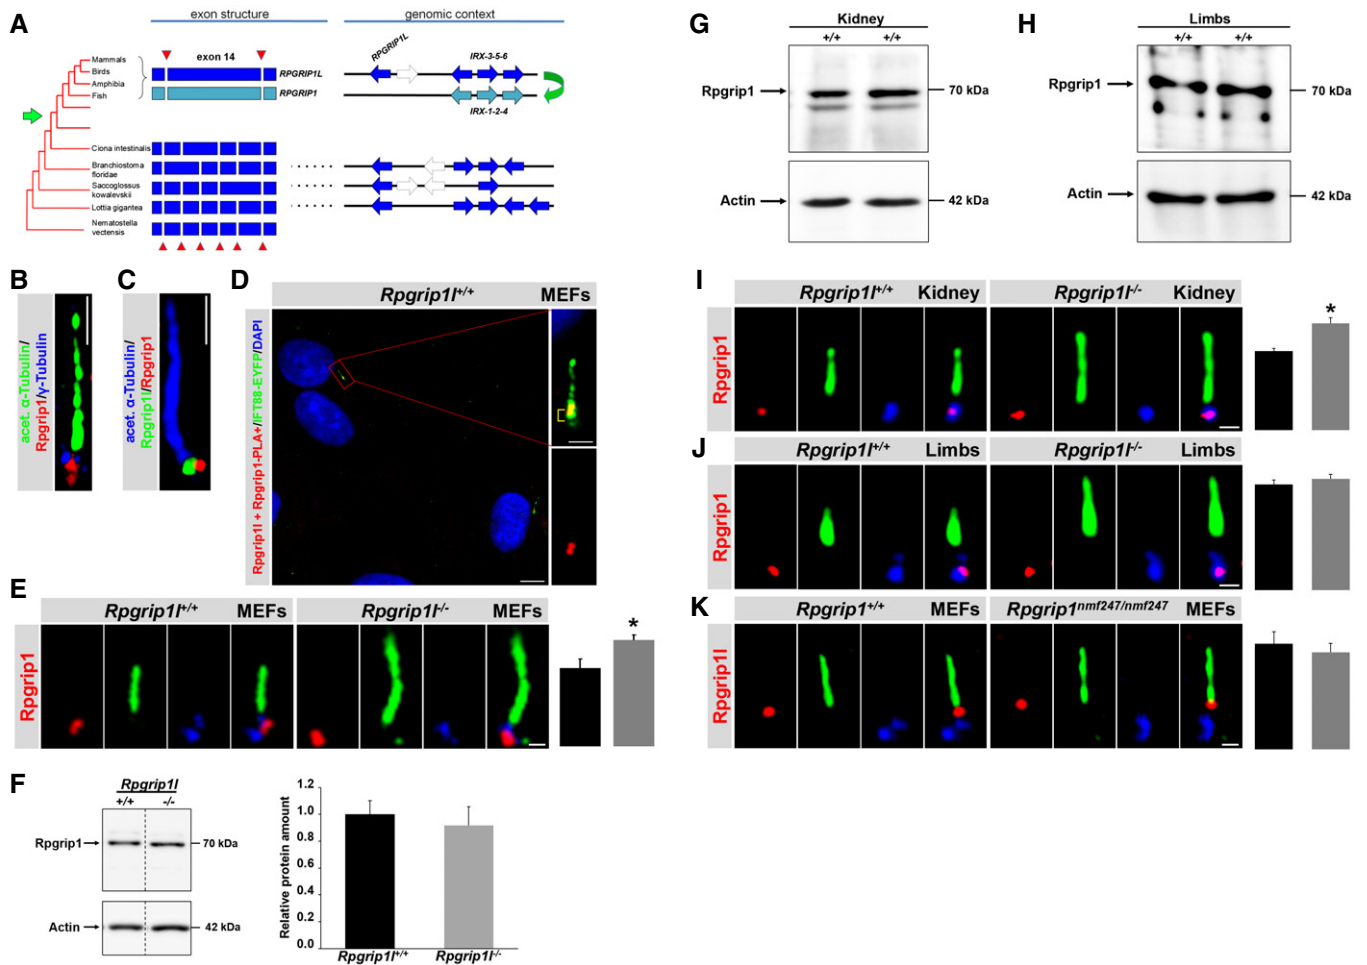 A
exon structure
genomic context
Mammals
Birds
Amphibia
Fish
exon 14
RPGRIP1L
RPGRIP1
RPGRIP1L
IRX-3-5-6
IRX-1-2-4
Ciona intestinalis
Branchiostoma
floridae
Saccoglossus
kowalevskii
Lottia gigantea
Nematostella
vectensis
B
acet. α-Tubulin/
Rpgrip1/γ-Tubulin
C
acet. α-Tubulin/
Rpgrip1l/Rpgrip1
D
Rpgrip1l+/+ MEFs
Rpgrip1l + Rpgrip1-PLA+/IFT88-EYFP/DAPI
E
Rpgrip1l+/+ MEFs
Rpgrip1l-/- MEFs
Rpgrip1
*
F
Rpgrip1l
+/+ -/-
Rpgrip1
70 kDa
Actin
42 kDa
Relative protein amount
1.2
1.0
0.8
0.6
0.4
0.2
0.0
Rpgrip1l+/+
Rpgrip1l-/-
G
Kidney
+/+ +/+
Rpgrip1
70 kDa
Actin
42 kDa
H
Limbs
+/+ +/+
Rpgrip1
70 kDa
Actin
42 kDa
I
Rpgrip1l+/+ Kidney
Rpgrip1l-/- Kidney
Rpgrip1
*
J
Rpgrip1l+/+ Limbs
Rpgrip1l-/- Limbs
Rpgrip1
K
Rpgrip1+/+ MEFs
Rpgrip1nmf247/nmf247 MEFs
Rpgrip1l